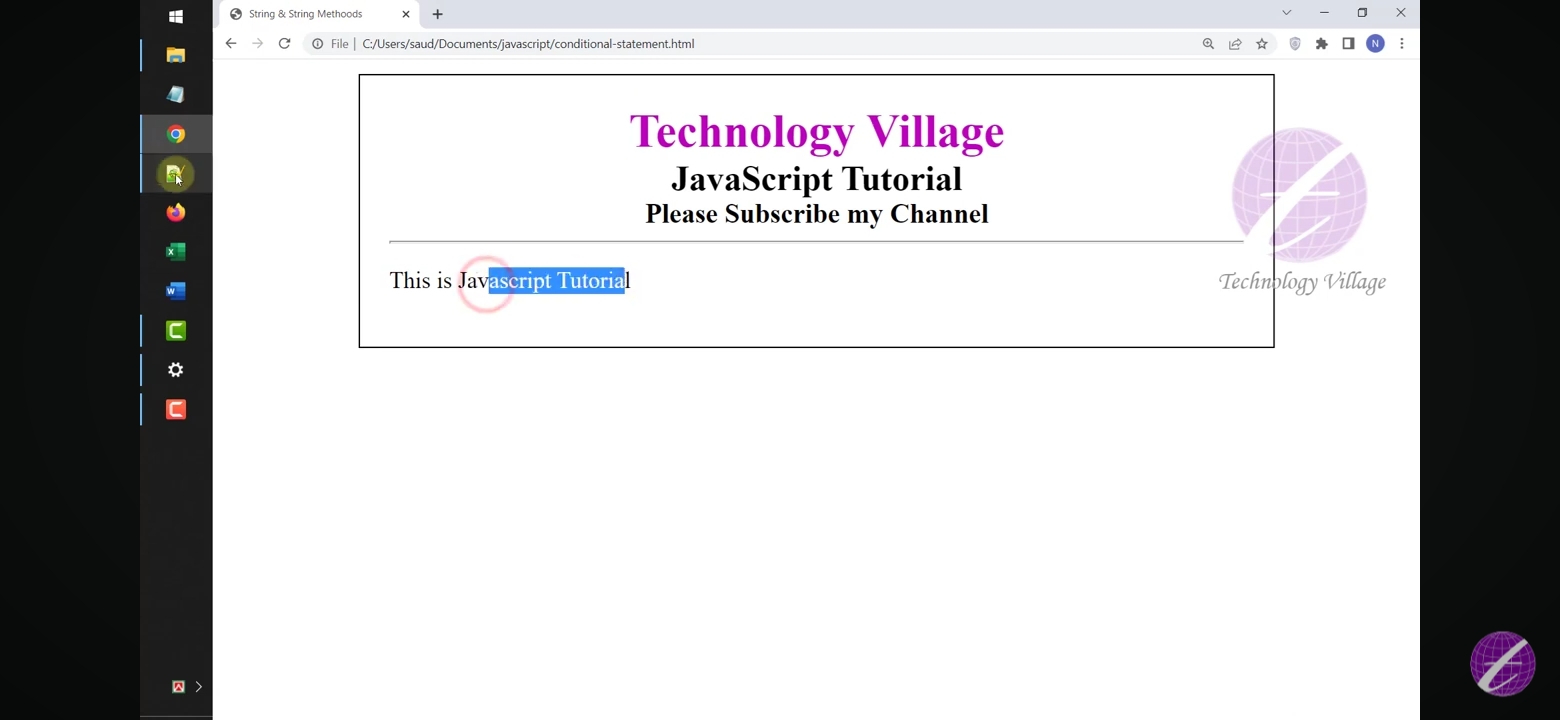 String & String Methoods
File | C:/Users/saud/Documents/javascript/conditional-statement.html
N
Technology Village
JavaScript Tutorial
Please Subscribe my Channel
This is Javascript Tutorial
Technology Village